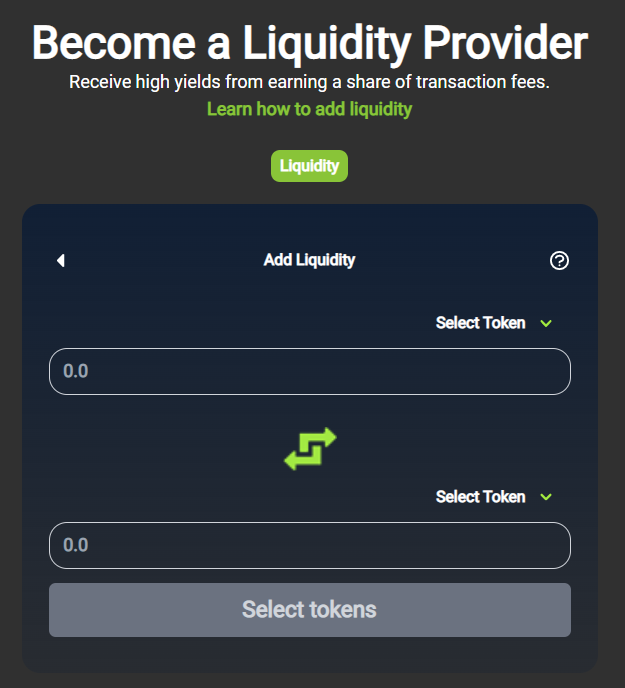 Become a Liquidity Provider
Receive high yields from earning a share of transaction fees.
Learn how to add liquidity
Liquidity
Add Liquidity
Select Token
0.0
Select Token
0.0
Select tokens